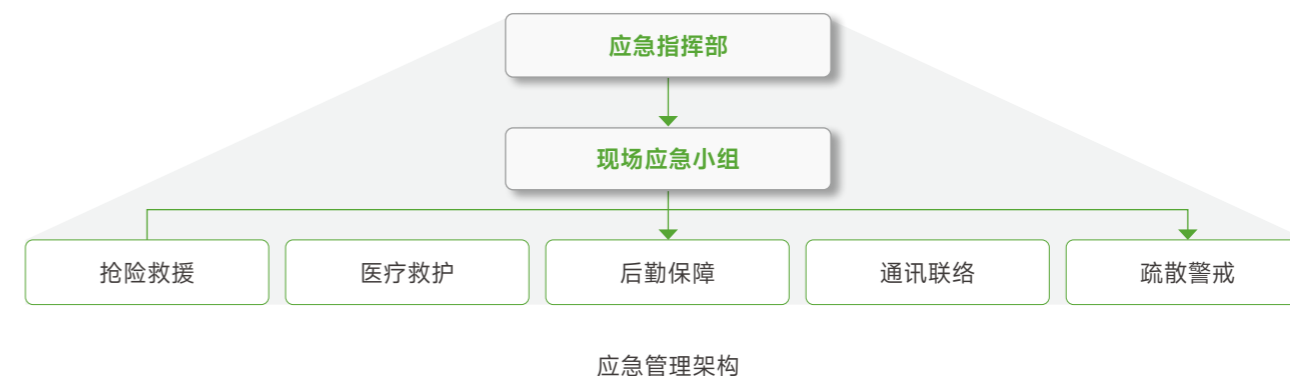 应急指挥部
现场应急小组
抢险救援
医疗救护
后勤保障
通讯联络
疏散警戒
应急管理架构